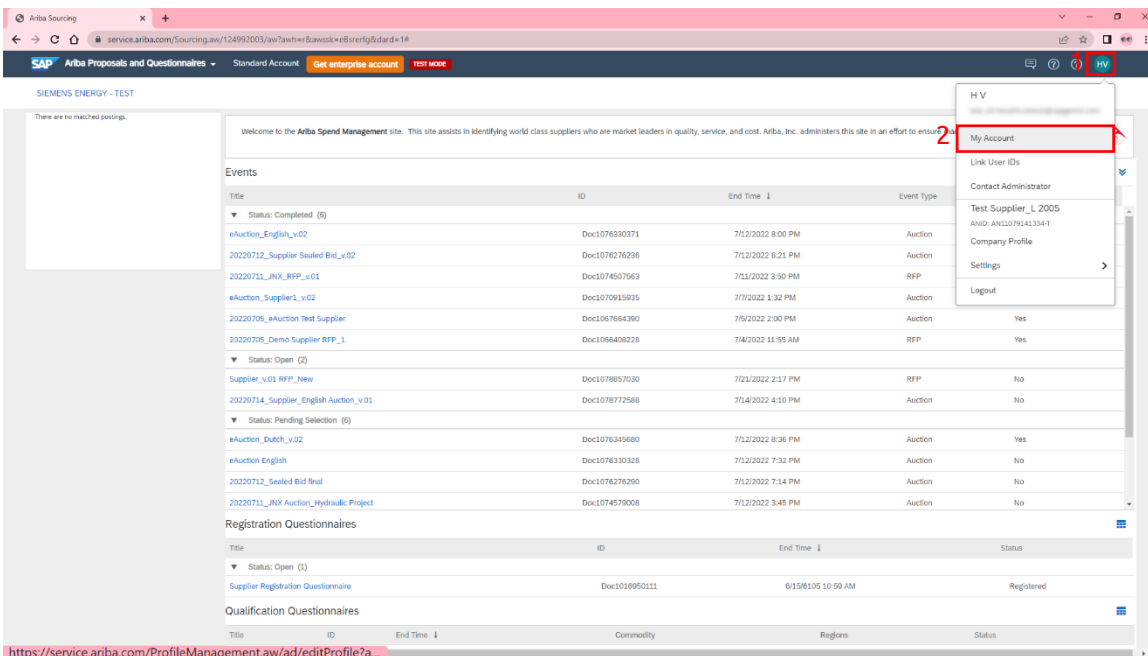 Ariba Sourcing
service.ariba.com/Sourcing.aw/124992003/aw?awh=r&awssk=eBsrerfg&dard=1#
SAP Ariba Proposals and Questionnaires Standard Account Get enterprise account TEST MODE 1 HV
SIEMENS ENERGY - TEST
There are no matched postings.
Welcome to the Ariba Spend Management site. This site assists in identifying world class suppliers who are market leaders in quality, service, and cost. Ariba, Inc. administers this site in an effort to ensure
H V
2 My Account
Link User IDs
Contact Administrator
Test Supplier_L 2005
ANID: AN11079141334-T
Company Profile
Settings
Logout
Events
Title ID End Time ↓ Event Type
Status: Completed (6)
eAuction_English_v.02 Doc1076330371 7/12/2022 8:00 PM Auction
20220712_Supplier Sealed Bid_v.02 Doc1076276236 7/12/2022 6:21 PM Auction
20220711_JNX_RFP_v.01 Doc1074507563 7/11/2022 3:50 PM RFP
eAuction_Supplier1_v.02 Doc1070915935 7/7/2022 1:32 PM Auction
20220705_eAuction Test Supplier Doc1067664390 7/5/2022 2:00 PM Auction Yes
20220705_Demo Supplier RFP_1 Doc1066408228 7/4/2022 11:55 AM RFP Yes
Status: Open (2)
Supplier_v.01 RFP_New Doc1078857030 7/21/2022 2:17 PM RFP No
20220714_Supplier_English Auction_v.01 Doc1078772588 7/14/2022 4:10 PM Auction No
Status: Pending Selection (6)
eAuction_Dutch_v.02 Doc1076345680 7/12/2022 8:36 PM Auction Yes
eAuction English Doc1076330328 7/12/2022 7:32 PM Auction No
20220712_Sealed Bid final Doc1076276290 7/12/2022 7:14 PM Auction No
20220711_JNX Auction_Hydraulic Project Doc1074579008 7/12/2022 3:45 PM Auction No
Registration Questionnaires
Title ID End Time ↓ Status
Status: Open (1)
Supplier Registration Questionnaire Doc1016950111 6/15/6105 10:59 AM Registered
Qualification Questionnaires
Title ID End Time ↓ Commodity Regions Status
https://service.ariba.com/ProfileManagement.aw/ad/editProfile?a...